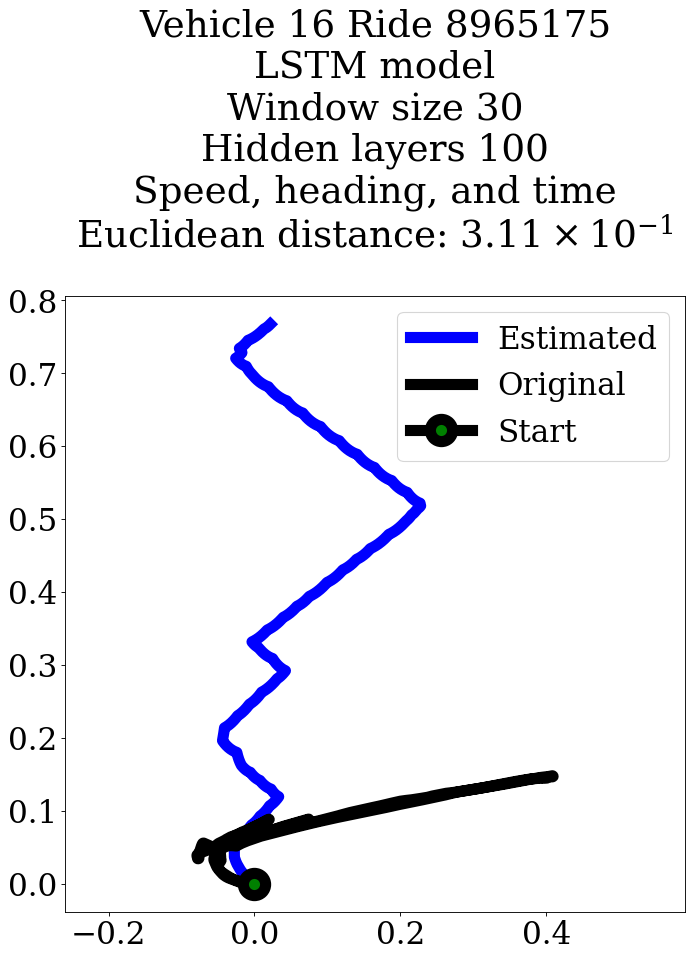 Vehicle 16 Ride 8965175
LSTM model
Window size 30
Hidden layers 100
Speed, heading, and time
Euclidean distance: 3.11 × 10⁻¹
0.8
0.7
0.6
0.5
0.4
0.3
0.2
0.1
0.0
Estimated
Original
Start
−0.2 0.0 0.2 0.4